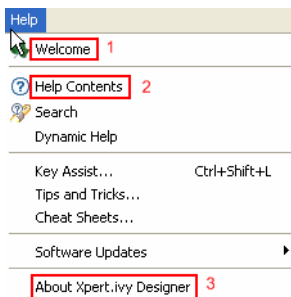 Help
Welcome 1
Help Contents 2
Search
Dynamic Help
Key Assist... Ctrl+Shift+L
Tips and Tricks...
Cheat Sheets...
Software Updates
About Xpert.ivy Designer 3